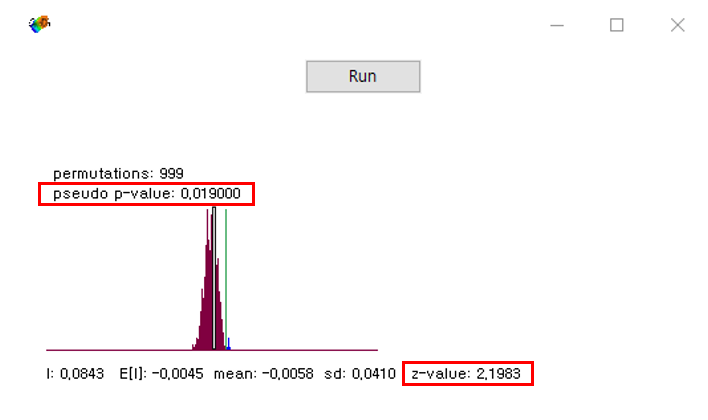 Run
permutations: 999
pseudo p-value: 0,019000
I: 0,0843 E[I]: -0,0045 mean: -0,0058 sd: 0,0410 z-value: 2,1983